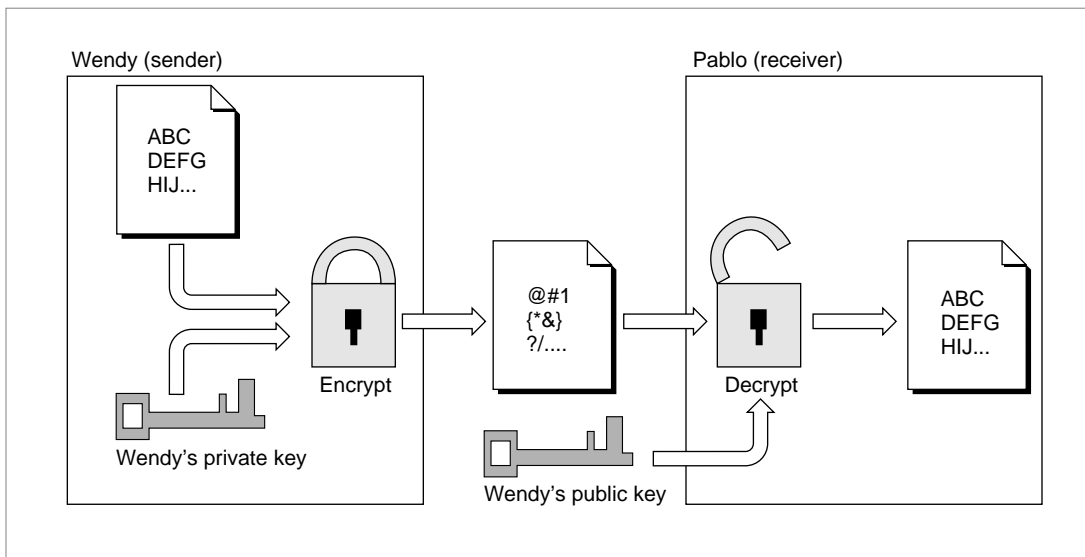 Wendy (sender)
ABC
DEFG
HIJ...
Encrypt
Wendy’s private key
@#1
{*&}
?/....
Wendy’s public key
Pablo (receiver)
Decrypt
ABC
DEFG
HIJ...